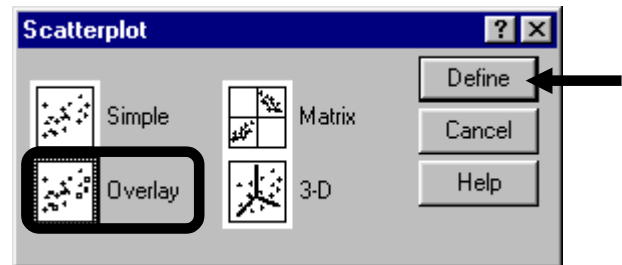 Scatterplot
Simple
Matrix
Define
Overlay
3-D
Cancel
Help